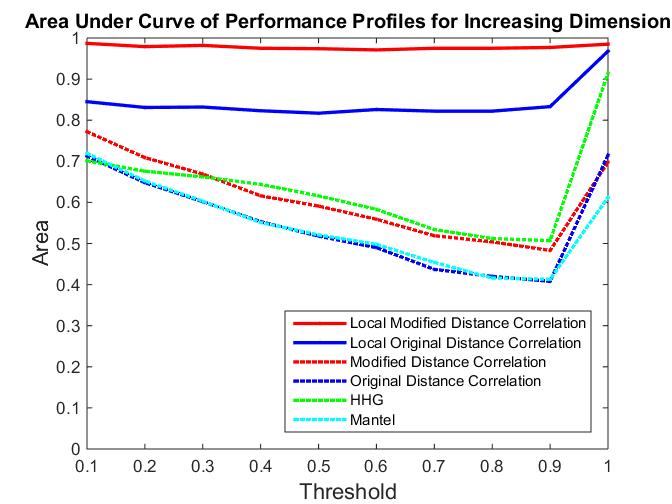 Area Under Curve of Performance Profiles for Increasing Dimension
1
0.9
0.8
0.7
0.6
0.5
0.4
0.3
0.2
0.1
0
Area
Local Modified Distance Correlation
Local Original Distance Correlation
Modified Distance Correlation
Original Distance Correlation
HHG
Mantel
0.1 0.2 0.3 0.4 0.5 0.6 0.7 0.8 0.9 1
Threshold